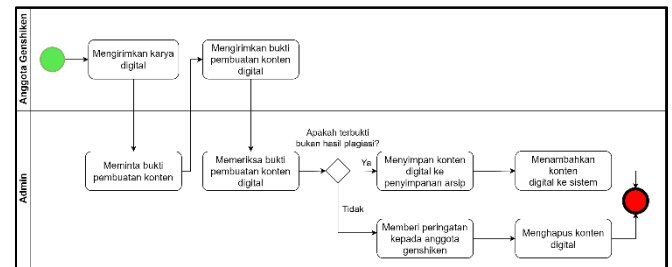 Anggota Genshiken
Mengirimkan karya
digital
Mengirimkan bukti
pembuatan konten
digital
Admin
Meminta bukti
pembuatan konten
Memeriksa bukti
pembuatan konten
digital
Apakah terbukti
bukan hasil plagiasi?
Ya
Menyimpan konten
digital ke
penyimpanan arsip
Menambahkan
konten
digital ke sistem
Tidak
Memberi peringatan
kepada anggota
genshiken
Menghapus konten
digital